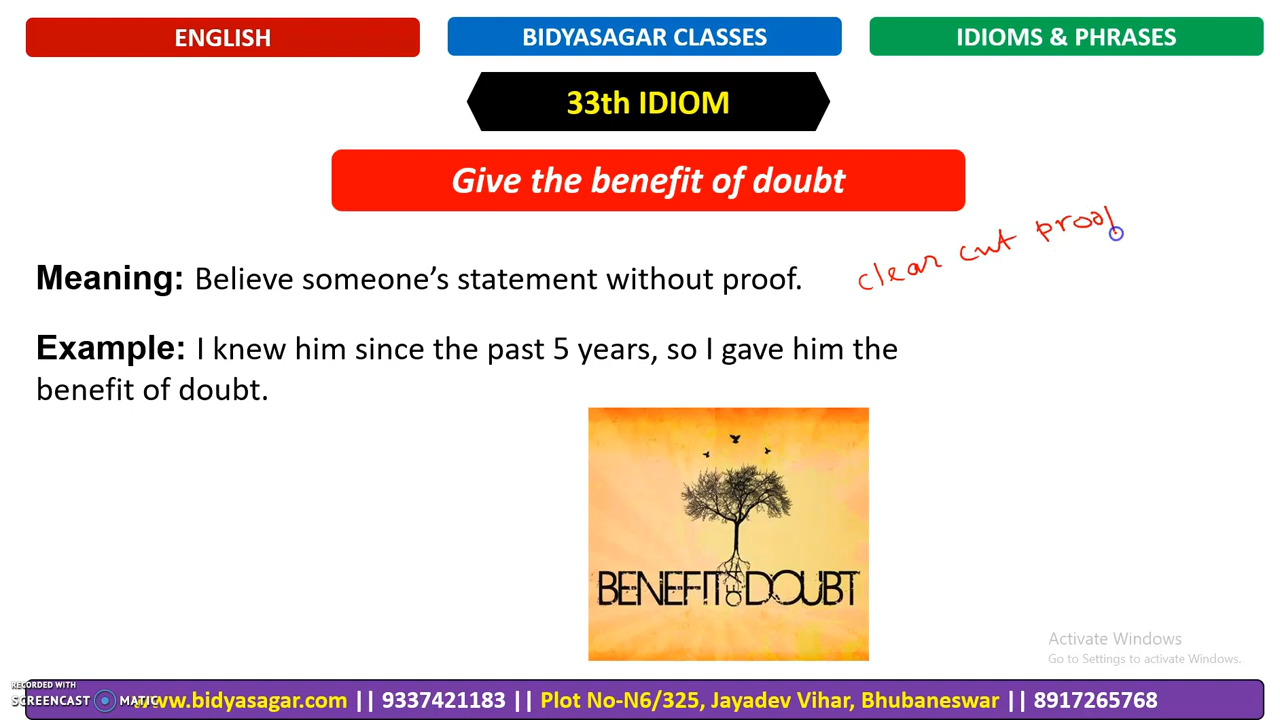 ENGLISH
BIDYASAGAR CLASSES
IDIOMS & PHRASES
33th IDIOM
Give the benefit of doubt
clear cut proof
Meaning: Believe someone's statement without proof.
Example: I knew him since the past 5 years, so I gave him the
benefit of doubt.
BENEFIT OF DOUBT
Activate Windows
Go to Settings to activate Windows.
RECORDED WITH
SCREENCAST MATIC
www.bidyasagar.com || 9337421183 || Plot No-N6/325, Jayadev Vihar, Bhubaneswar || 8917265768